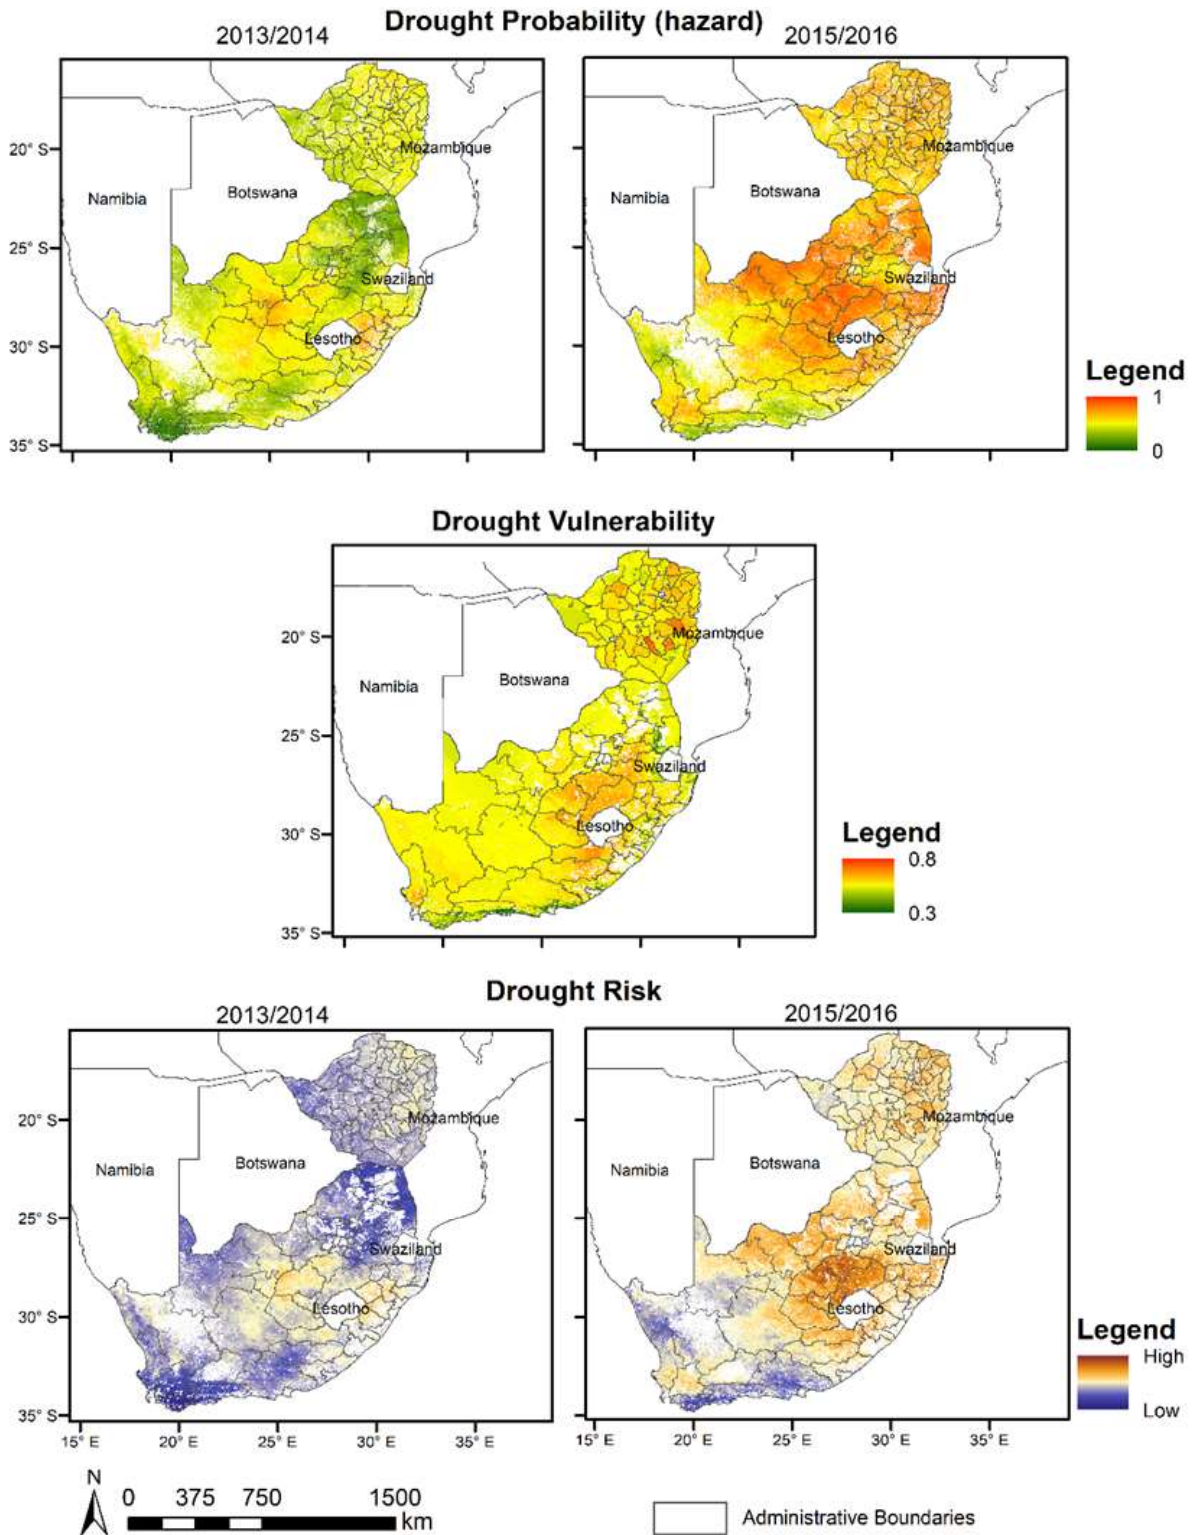 Drought Probability (hazard)
2013/2014
2015/2016
20° S
25° S
30° S
35° S
Namibia
Botswana
Mozambique
Swaziland
Lesotho
Namibia
Botswana
Mozambique
Swaziland
Lesotho
Legend
1
0
Drought Vulnerability
20° S
25° S
30° S
35° S
Namibia
Botswana
Mozambique
Swaziland
Lesotho
Legend
0.8
0.3
Drought Risk
2013/2014
2015/2016
20° S
25° S
30° S
35° S
Namibia
Botswana
Mozambique
Swaziland
Lesotho
Namibia
Botswana
Mozambique
Swaziland
Lesotho
Legend
High
Low
15° E 20° E 25° E 30° E 35° E
15° E 20° E 25° E 30° E 35° E
N
0 375 750 1500
km
Administrative Boundaries